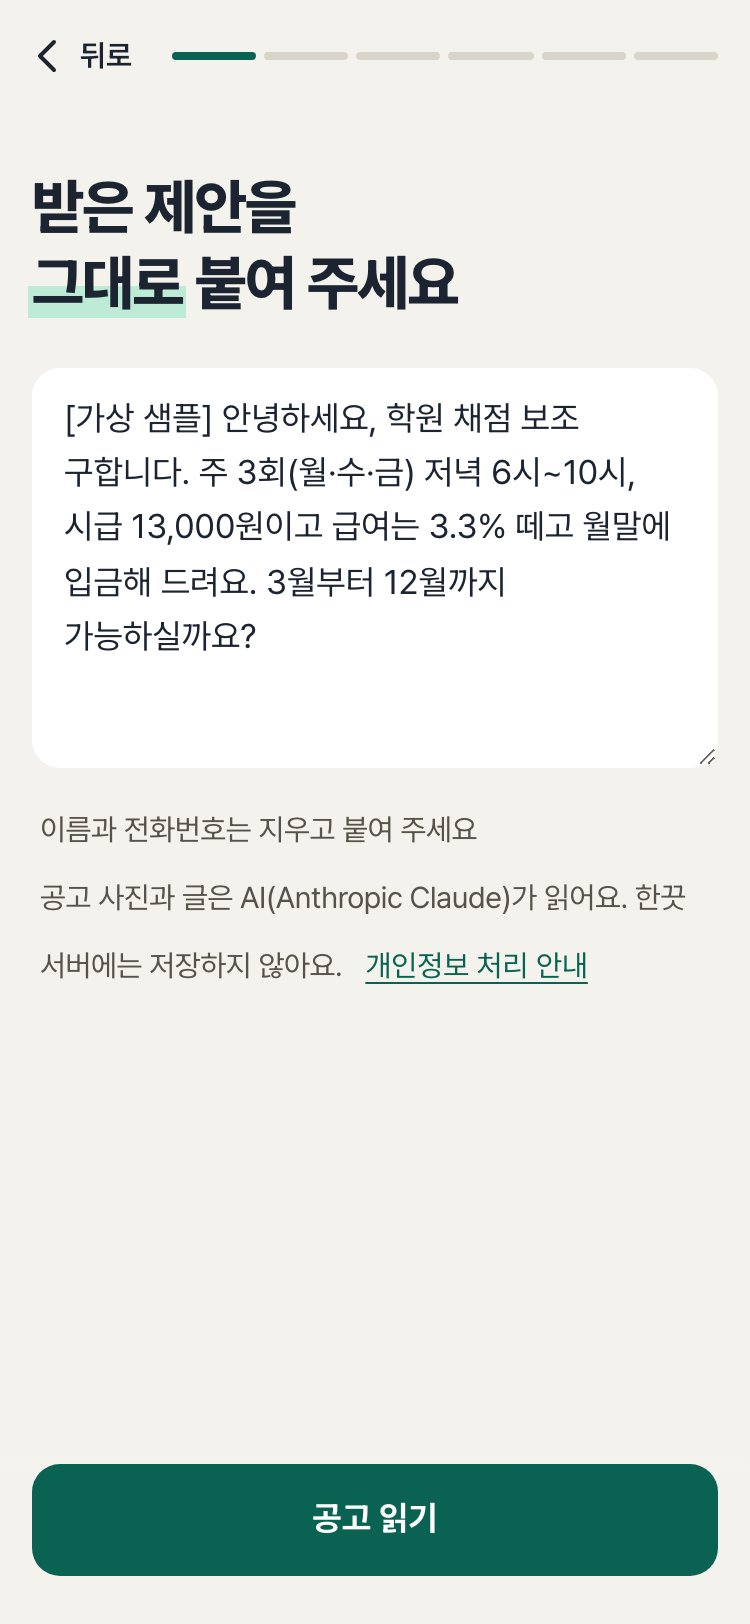 뒤로
받은 제안을
그대로 붙여 주세요
[가상 샘플] 안녕하세요, 학원 채점 보조
구합니다. 주 3회(월·수·금) 저녁 6시~10시,
시급 13,000원이고 급여는 3.3% 떼고 월말에
입금해 드려요. 3월부터 12월까지
가능하실까요?
이름과 전화번호는 지우고 붙여 주세요
공고 사진과 글은 AI(Anthropic Claude)가 읽어요. 한끗
서버에는 저장하지 않아요. 개인정보 처리 안내
공고 읽기